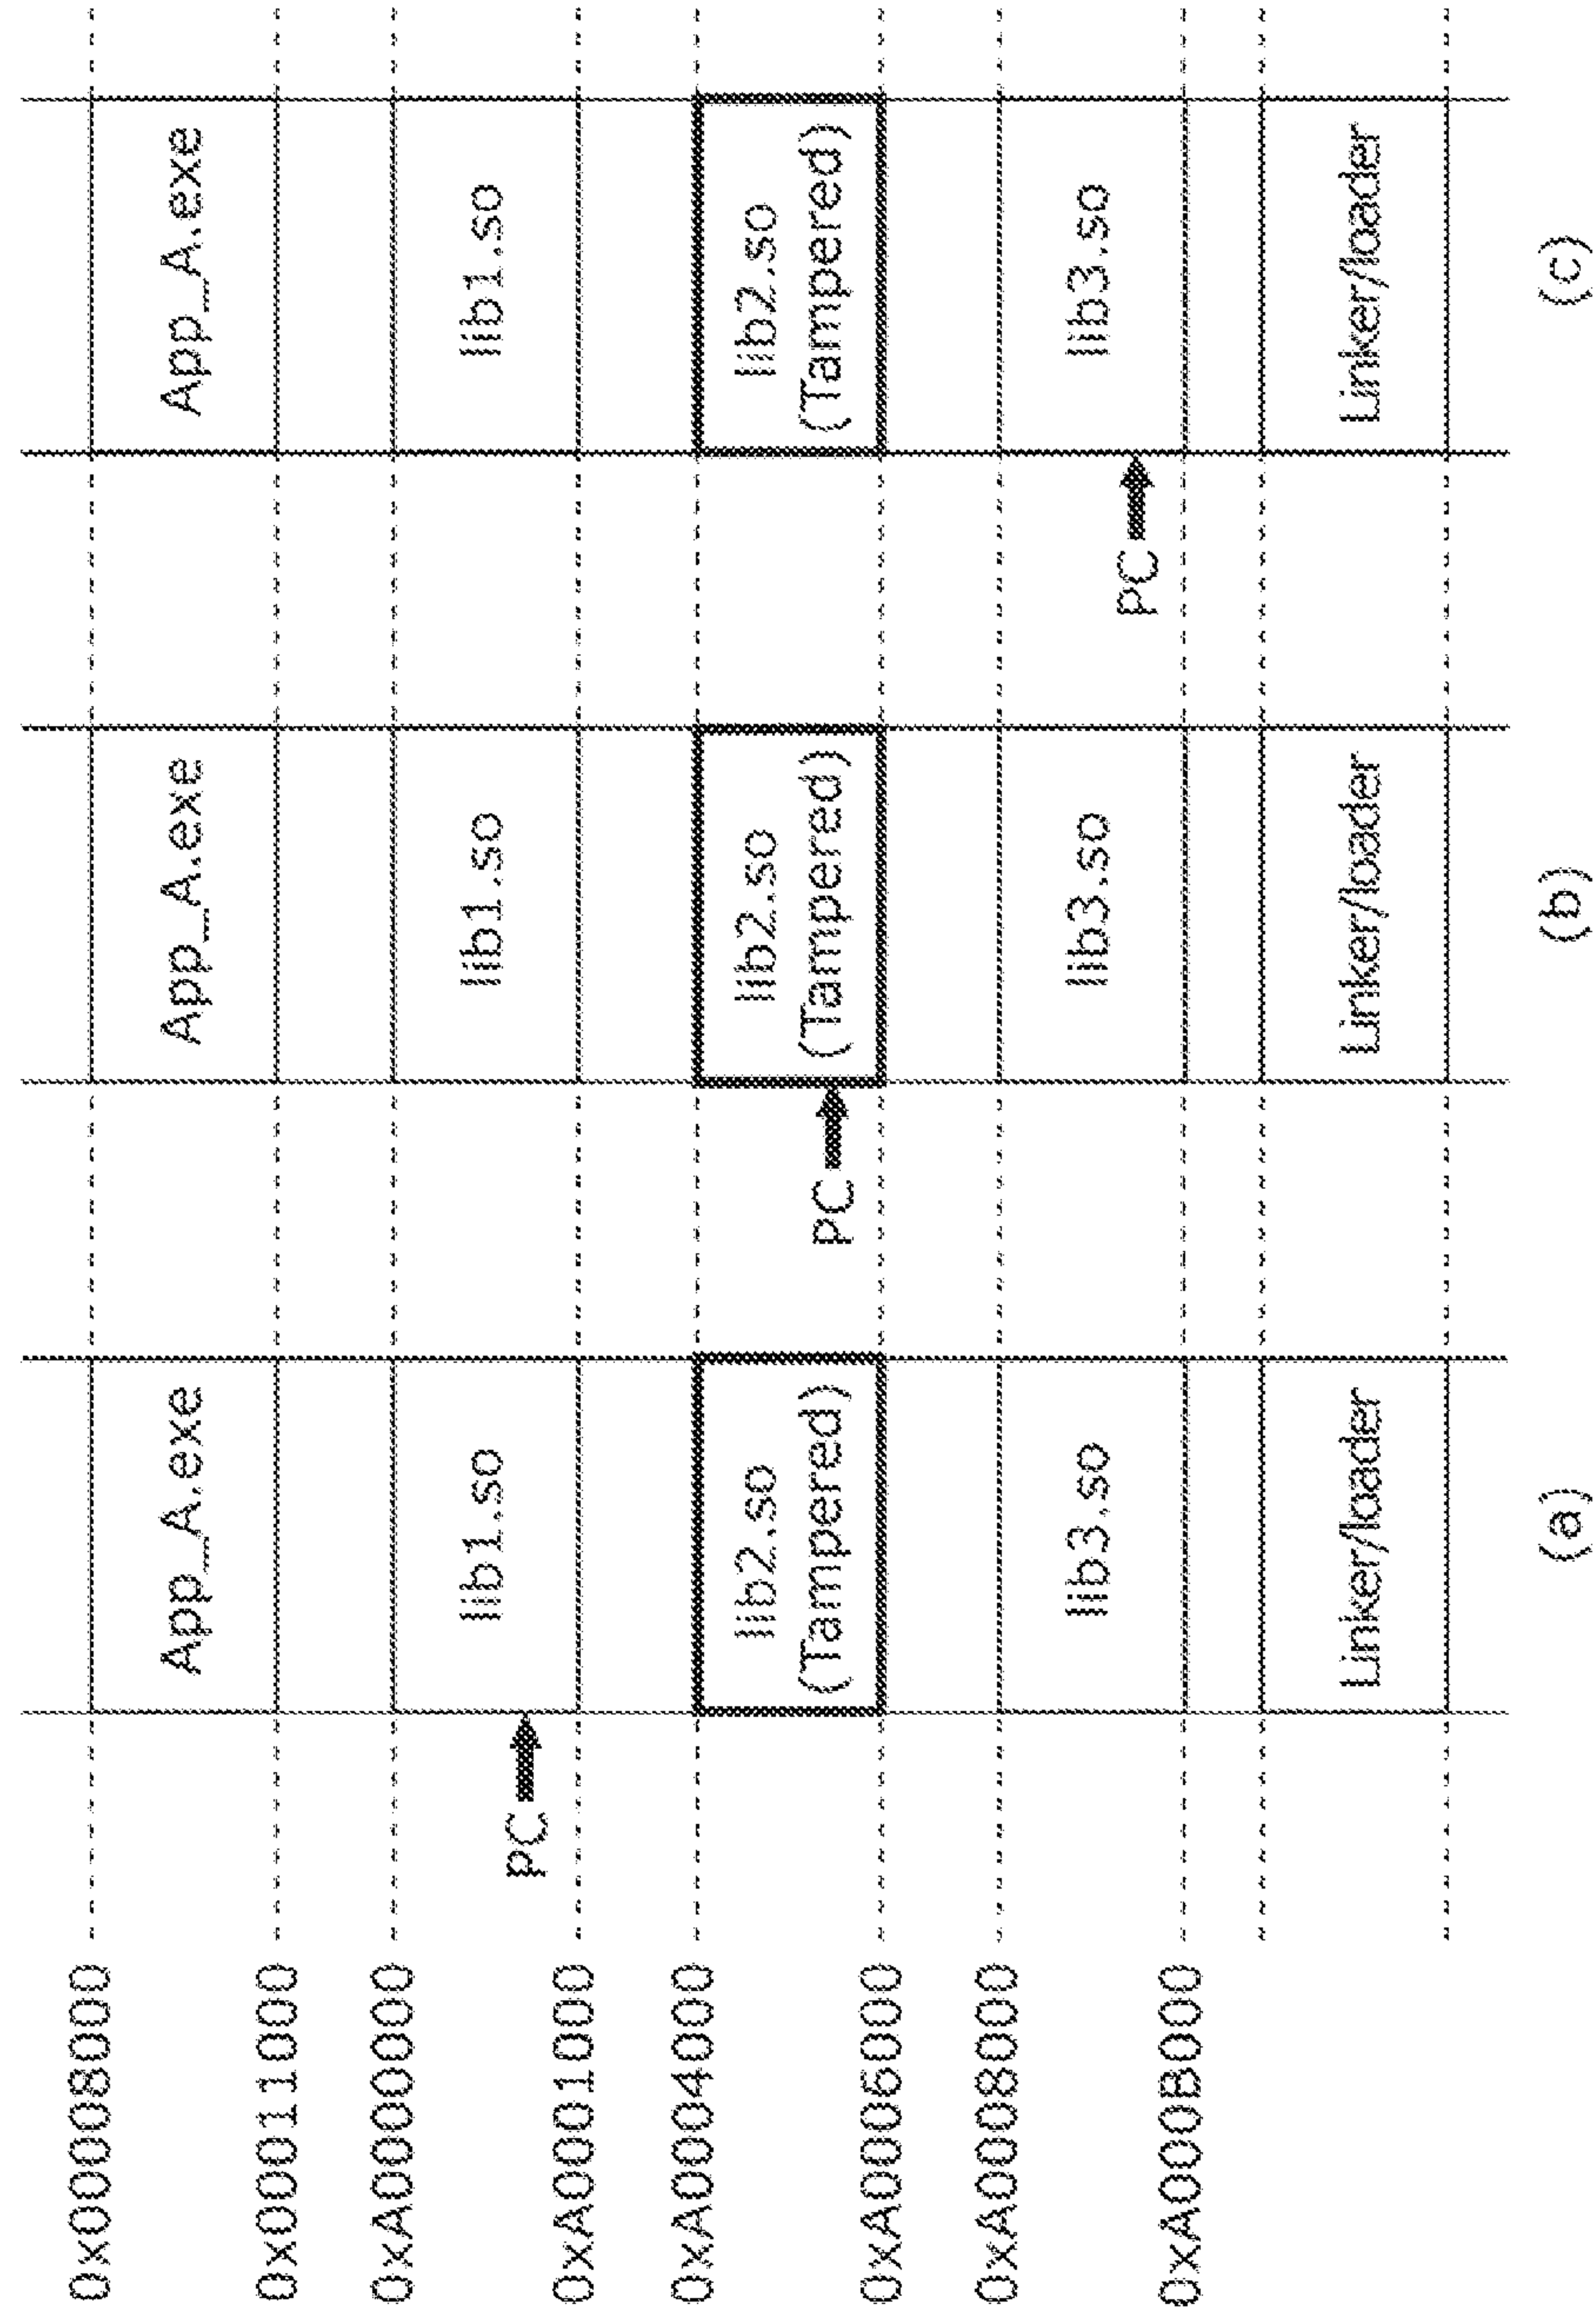 0x00008000
App_A.exe App_A.exe App_A.exe
0x00011000
0xA0000000
lib1.so lib1.so lib1.so
PC
0xA0001000
0xA0004000
lib2.so lib2.so lib2.so
(Tampered) (Tampered) (Tampered)
PC
0xA0006000
0xA0008000
lib3.so lib3.so lib3.so
PC
0xA000B000
Linker/loader Linker/loader Linker/loader
(a) (b) (c)